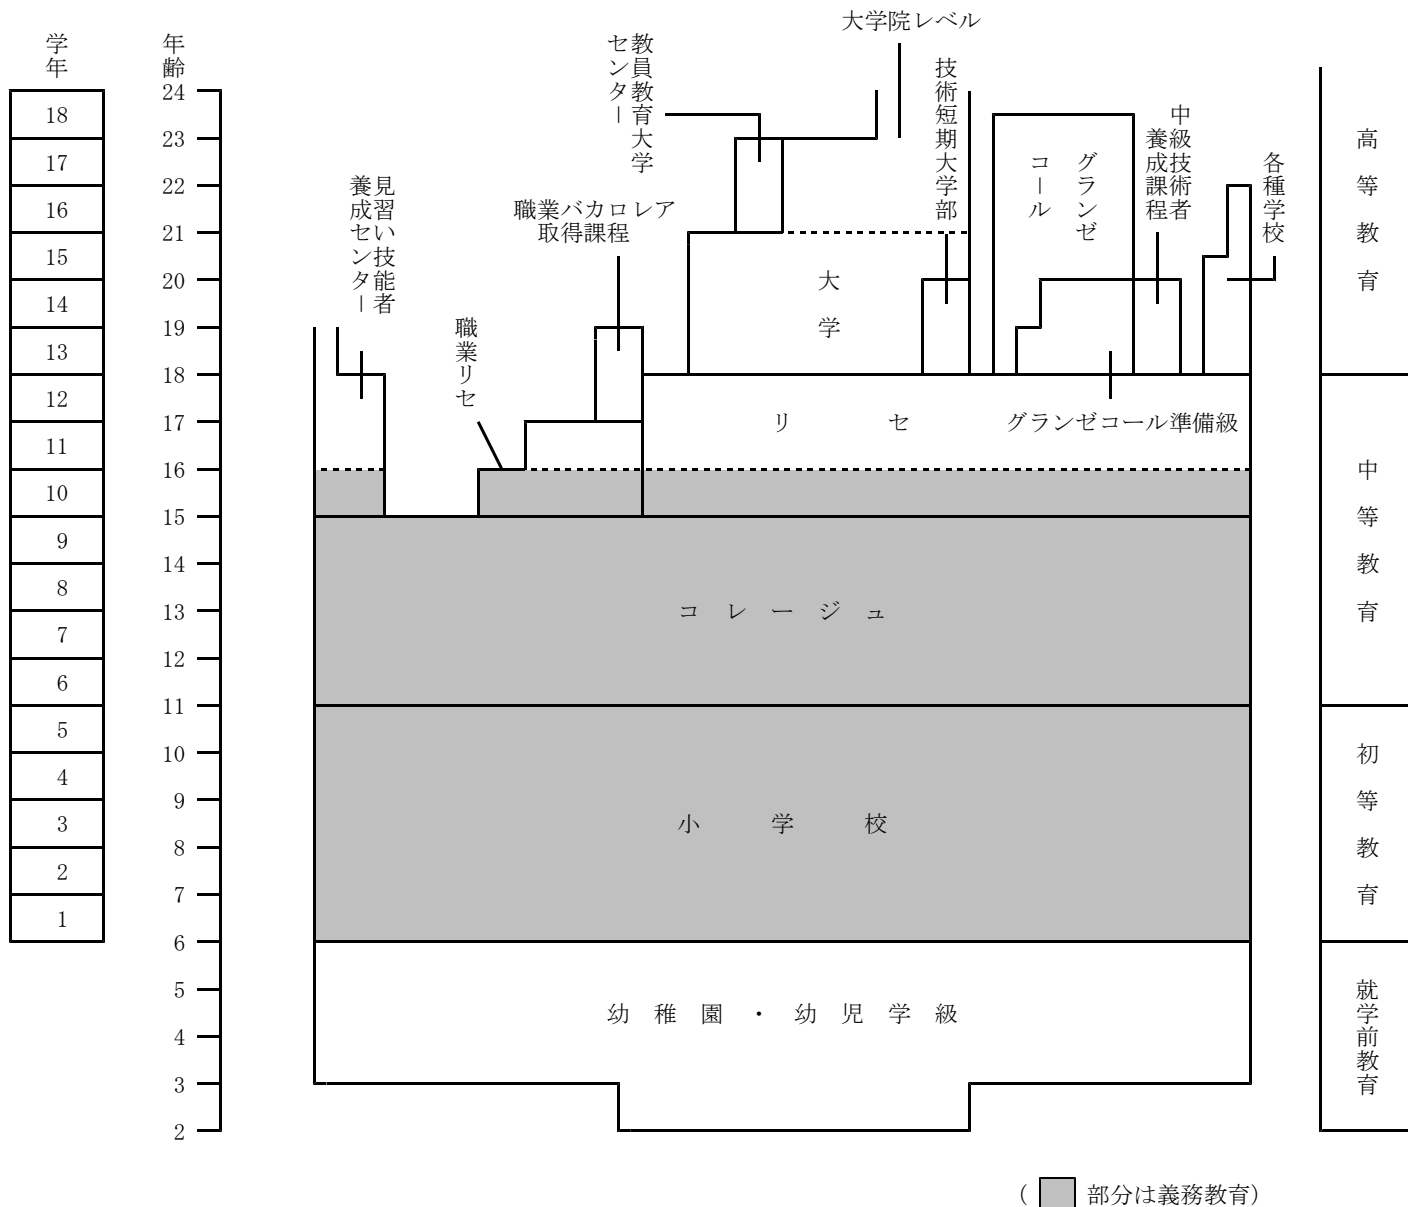 学年
18
17
16
15
14
13
12
11
10
9
8
7
6
5
4
3
2
1
年齢
24
23
22
21
20
19
18
17
16
15
14
13
12
11
10
9
8
7
6
5
4
3
2
見習い技能者
養成センター
職業リセ
職業バカロレア
取得課程
教員教育大学
センター
大学院レベル
大学
技術短期大学部
グランゼ
コール
中級技術者
養成課程
各種学校
リセ
グランゼコール準備級
コレージュ
小学校
幼稚園・幼児学級
高等教育
中等教育
初等教育
就学前教育
(部分は義務教育)